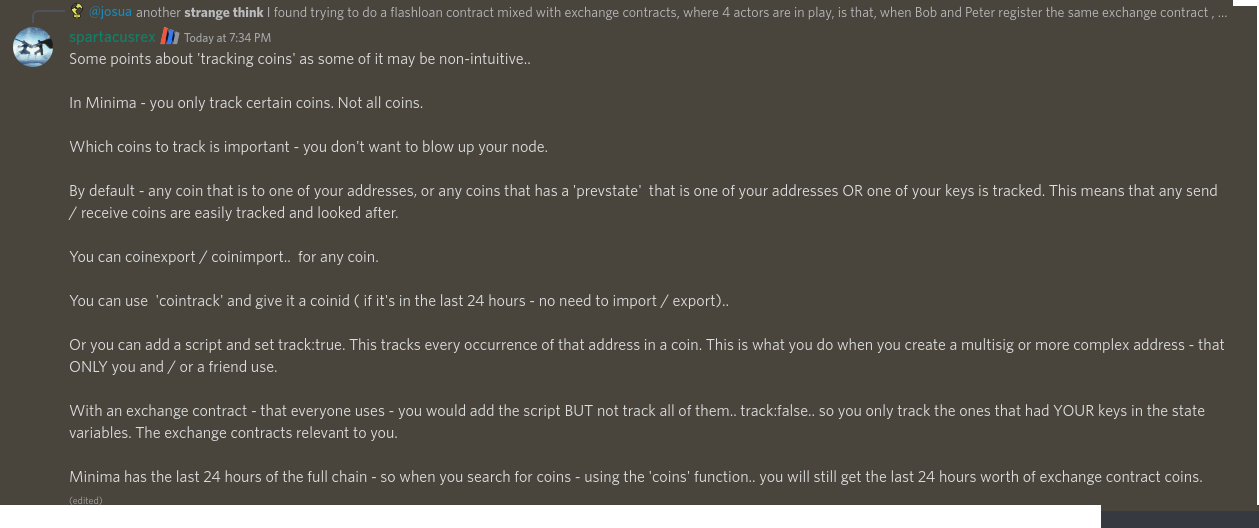 @josua another strange think I found trying to do a flashloan contract mixed with exchange contracts, where 4 actors are in play, is that, when Bob and Peter register the same exchange contract , ...
spartacusrex Today at 7:34 PM
Some points about 'tracking coins' as some of it may be non-intuitive..
In Minima - you only track certain coins. Not all coins.
Which coins to track is important - you don't want to blow up your node.
By default - any coin that is to one of your addresses, or any coins that has a 'prevstate' that is one of your addresses OR one of your keys is tracked. This means that any send
/ receive coins are easily tracked and looked after.
You can coinexport / coinimport.. for any coin.
You can use 'cointrack' and give it a coinid ( if it's in the last 24 hours - no need to import / export)..
Or you can add a script and set track:true. This tracks every occurrence of that address in a coin. This is what you do when you create a multisig or more complex address - that
ONLY you and / or a friend use.
With an exchange contract - that everyone uses - you would add the script BUT not track all of them.. track:false.. so you only track the ones that had YOUR keys in the state
variables. The exchange contracts relevant to you.
Minima has the last 24 hours of the full chain - so when you search for coins - using the 'coins' function.. you will still get the last 24 hours worth of exchange contract coins.
(edited)